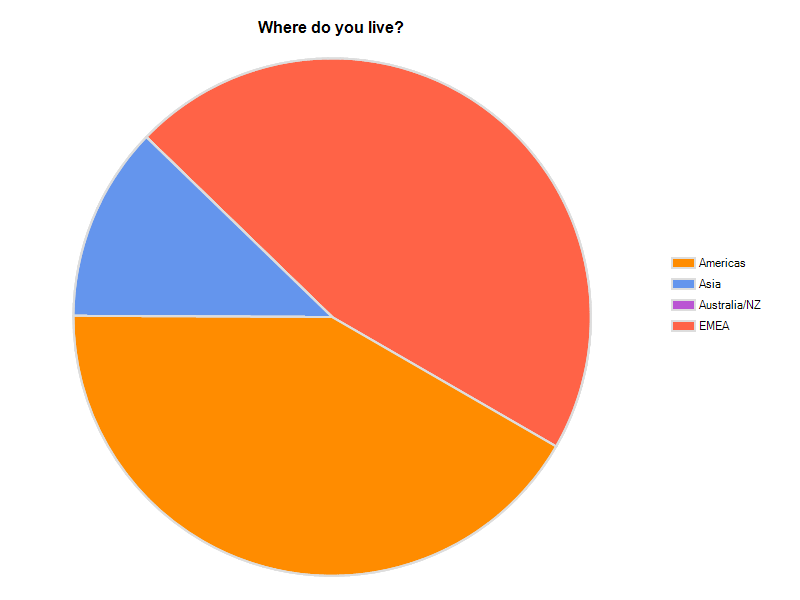 Where do you live?
Americas
Asia
Australia/NZ
EMEA